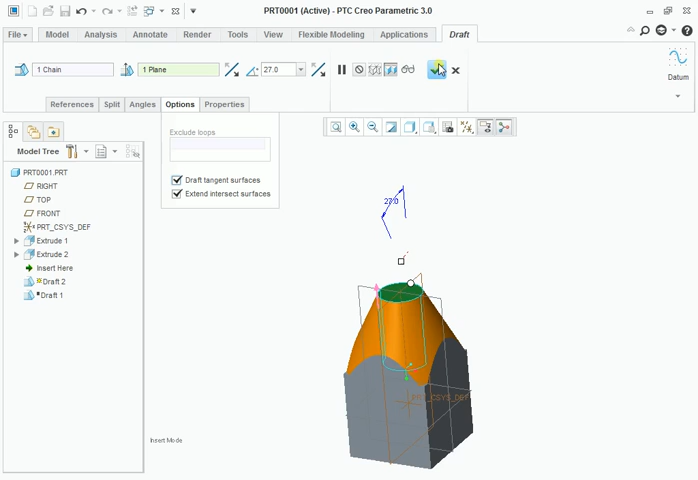 PRT0001 (Active) - PTC Creo Parametric 3.0
File Model Analysis Annotate Render Tools View Flexible Modeling Applications Draft
1 Chain 1 Plane 27.0
Datum
References Split Angles Options Properties
Exclude loops
Draft tangent surfaces
Extend intersect surfaces
Model Tree
PRT0001.PRT
RIGHT
TOP
FRONT
PRT_CSYS_DEF
Extrude 1
Extrude 2
Insert Here
Draft 2
Draft 1
27.0
PRT_CSYS_DEF
Insert Mode